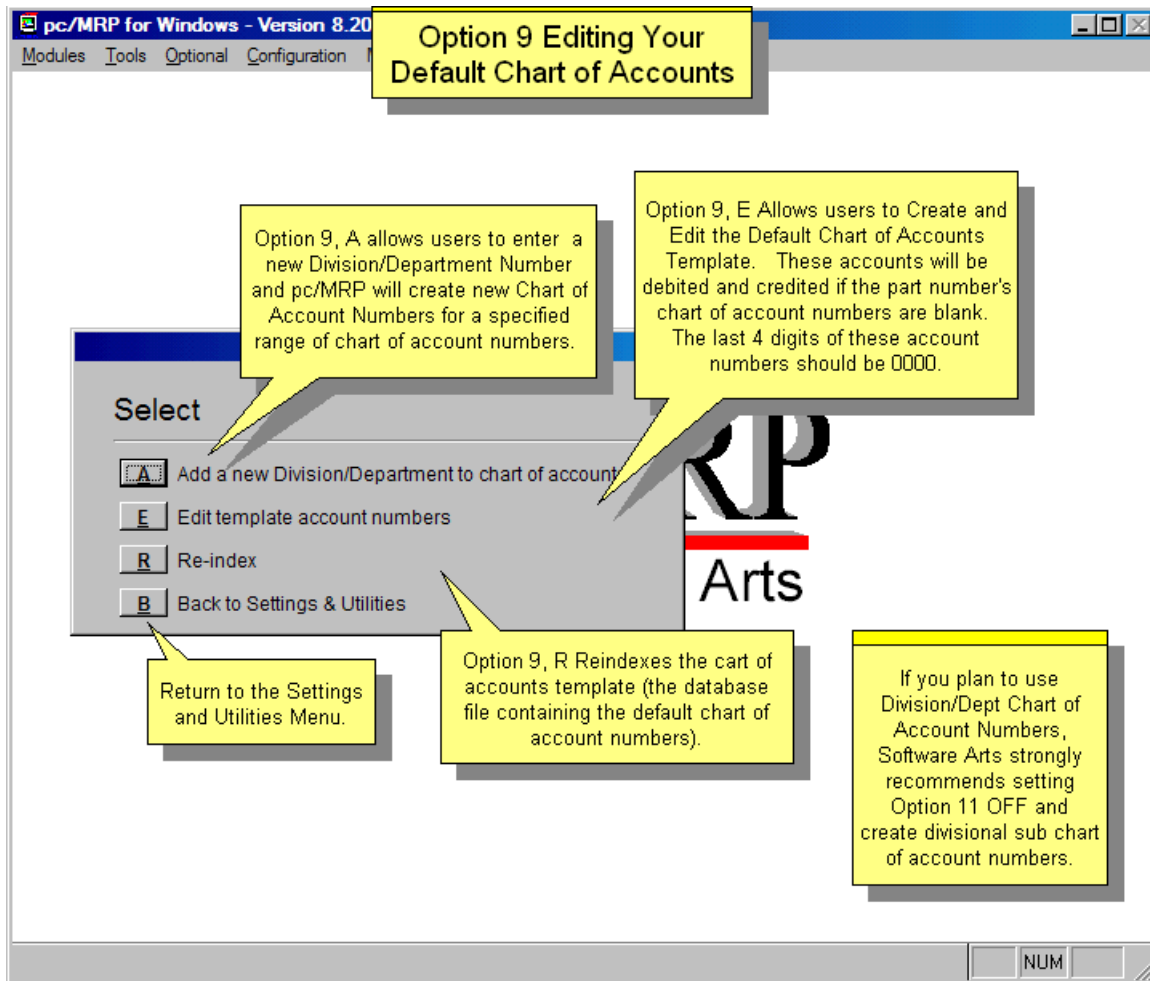 pc/MRP for Windows - Version 8.20
Option 9 Editing Your
Default Chart of Accounts
Modules Tools Optional Configuration
Option 9, A allows users to enter a
new Division/Department Number
and pc/MRP will create new Chart of
Account Numbers for a specified
range of chart of account numbers.
Option 9, E Allows users to Create and
Edit the Default Chart of Accounts
Template. These accounts will be
debited and credited if the part number's
chart of account numbers are blank.
The last 4 digits of these account
numbers should be 0000.
Select
A Add a new Division/Department to chart of account
E Edit template account numbers
R Re-index
B Back to Settings & Utilities
RP
Arts
Return to the Settings
and Utilities Menu.
Option 9, R Reindexes the cart of
accounts template (the database
file containing the default chart of
account numbers).
If you plan to use
Division/Dept Chart of
Account Numbers,
Software Arts strongly
recommends setting
Option 11 OFF and
create divisional sub chart
of account numbers.
NUM